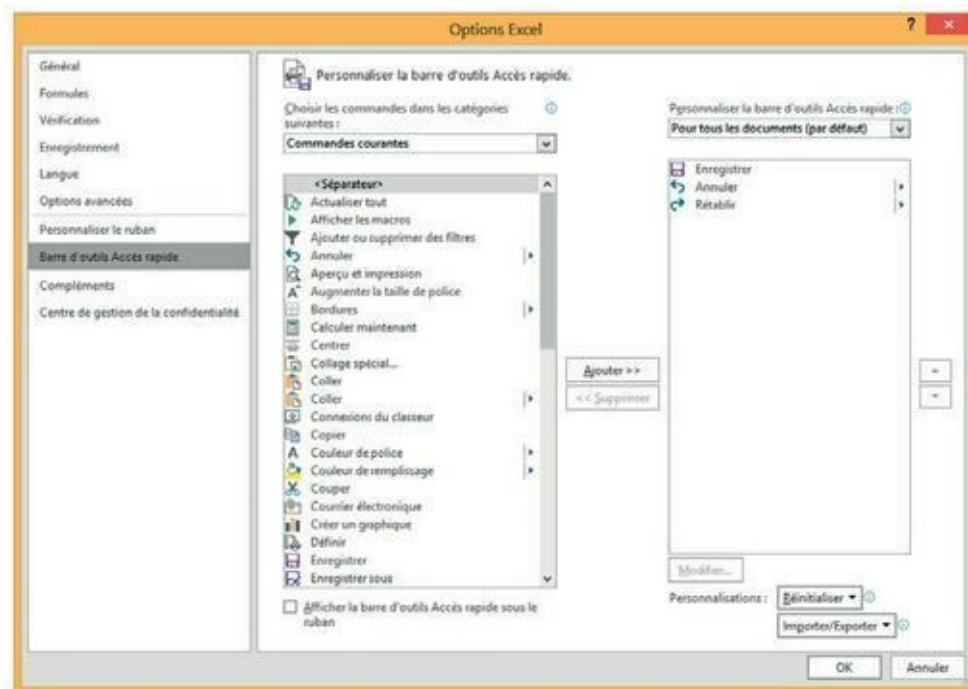 Options Excel
?
Général
Formules
Vérification
Enregistrement
Langue
Options avancées
Personnaliser le ruban
Barre d'outils Accès rapide
Compléments
Centre de gestion de la confidentialité
Personnaliser la barre d'outils Accès rapide.
Choisir les commandes dans les catégories
suivantes :
Commandes courantes
<Séparateur>
Actualiser tout
Afficher les macros
Ajouter ou supprimer des filtres
Annuler
Aperçu et impression
Augmenter la taille de police
Bordures
Calculer maintenant
Centrer
Collage spécial...
Coller
Coller
Connexions du classeur
Copier
Couleur de police
Couleur de remplissage
Couper
Courrier électronique
Créer un graphique
Définir
Enregistrer
Enregistrer sous
Afficher la barre d'outils Accès rapide sous le
ruban
Ajouter >>
<< Supprimer
Personnaliser la barre d'outils Accès rapide :
Pour tous les documents (par défaut)
Enregistrer
Annuler
Rétablir
Modifier...
Personnalisations :
Réinitialiser
Importer/Exporter
OK
Annuler